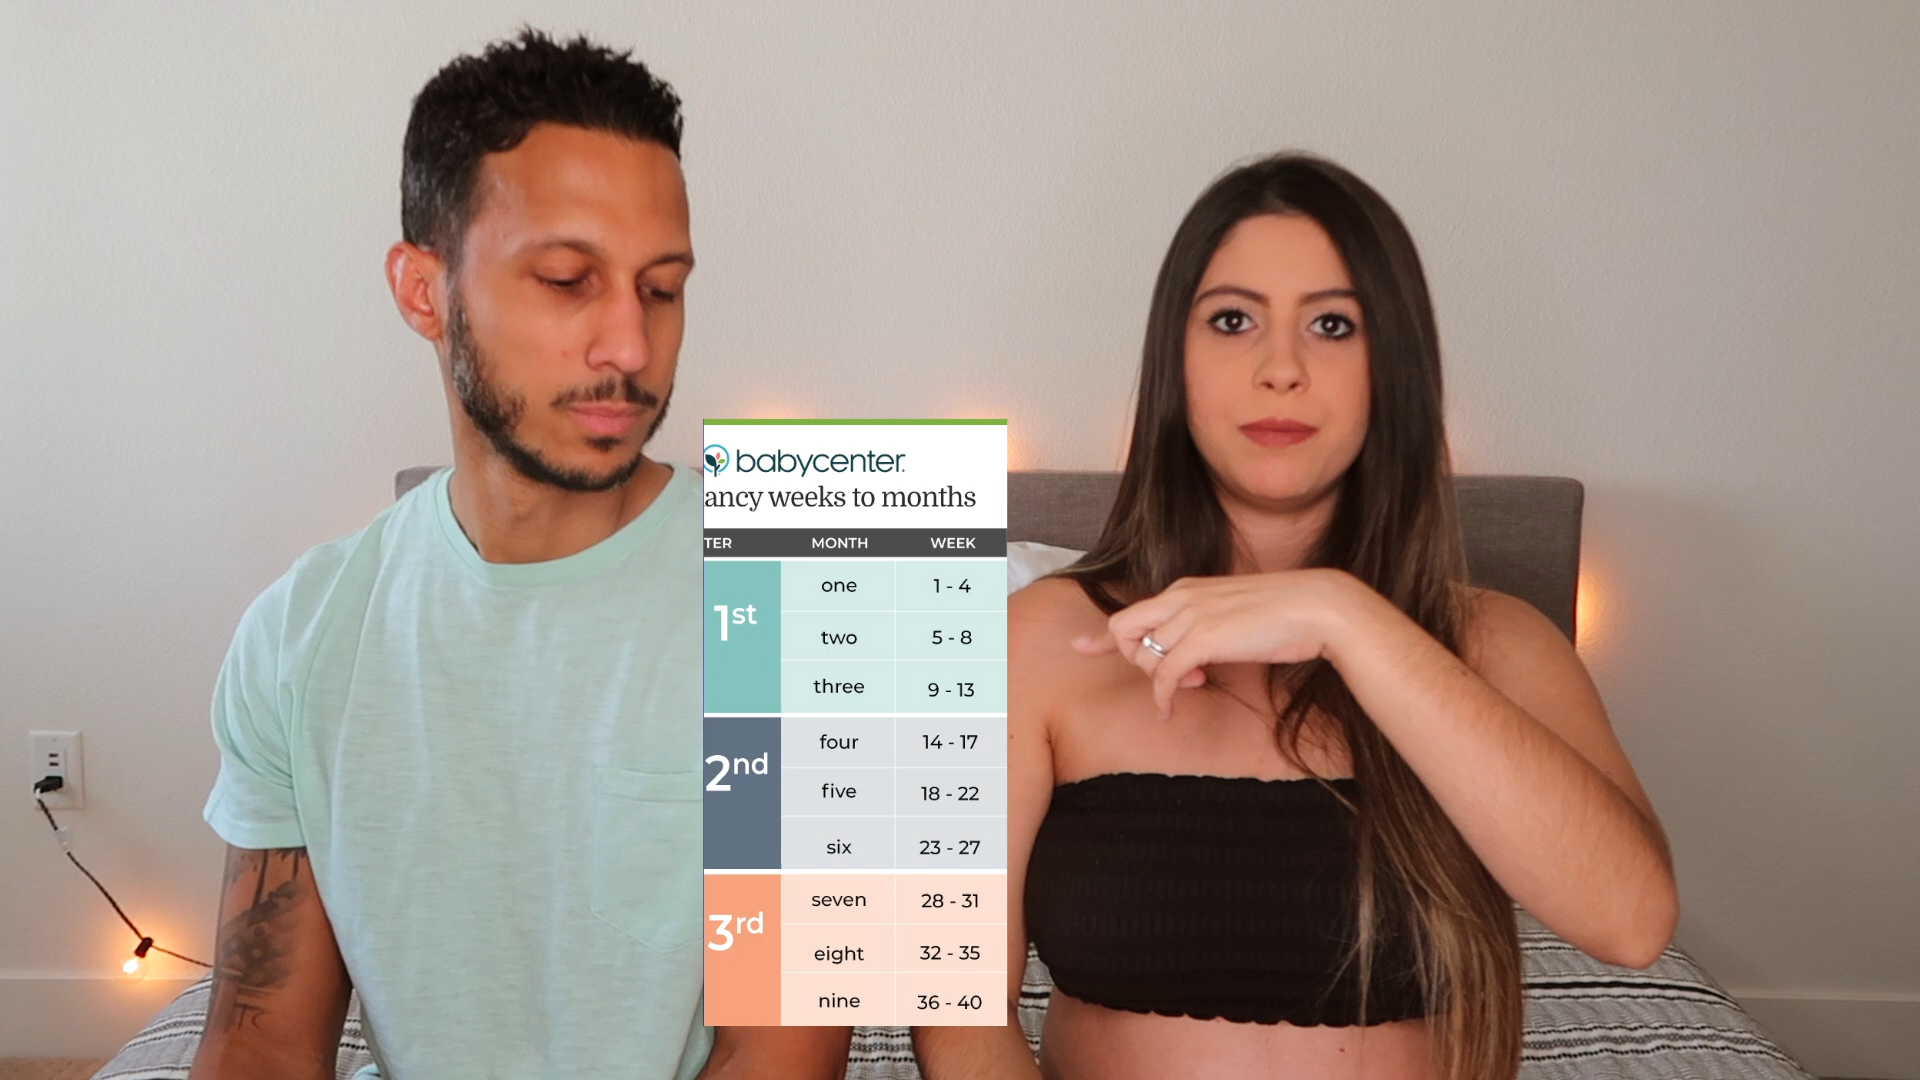 babycenter.
ancy weeks to months
TER MONTH WEEK
1st
one 1 - 4
two 5 - 8
three 9 - 13
2nd
four 14 - 17
five 18 - 22
six 23 - 27
3rd
seven 28 - 31
eight 32 - 35
nine 36 - 40